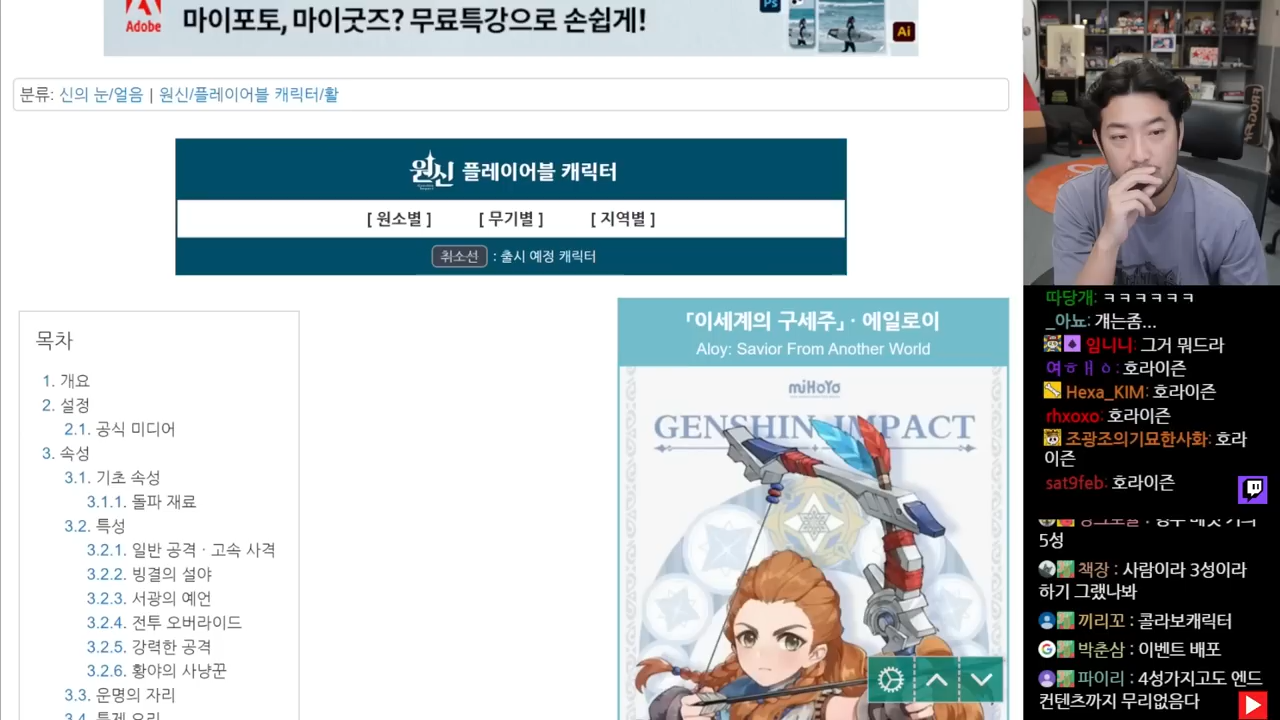 Adobe
마이포토, 마이굿즈? 무료특강으로 손쉽게!
Ps
Ai
분류: 신의 눈/얼음 | 원신/플레이어블 캐릭터/활
원신 플레이어블 캐릭터
[ 원소별 ] [ 무기별 ] [ 지역별 ]
취소선 : 출시 예정 캐릭터
목차
1. 개요
2. 설정
2.1. 공식 미디어
3. 속성
3.1. 기초 속성
3.1.1. 돌파 재료
3.2. 특성
3.2.1. 일반 공격 · 고속 사격
3.2.2. 빙결의 설야
3.2.3. 서광의 예언
3.2.4. 전투 오버라이드
3.2.5. 강력한 공격
3.2.6. 황야의 사냥꾼
3.3. 운명의 자리
3.4. 특제 요리
「이세계의 구세주」 · 에일로이
Aloy: Savior From Another World
miHoYo
GENSHIN IMPACT
따당개: ㅋㅋㅋㅋㅋㅋ
_아뇨: 걔는좀...
임니니: 그거 뭐드라
여ㅎㅐㅇ: 호라이즌
Hexa_KIM: 호라이즌
rhxoxo: 호라이즌
조광조의기묘한사화: 호라
이즌
sat9feb: 호라이즌
5성
책장 : 사람이라 3성이라
하기 그랬나봐
끼리꼬 : 콜라보캐릭터
박춘삼 : 이벤트 배포
파이리 : 4성가지고도 엔드
컨텐츠까지 무리없음다